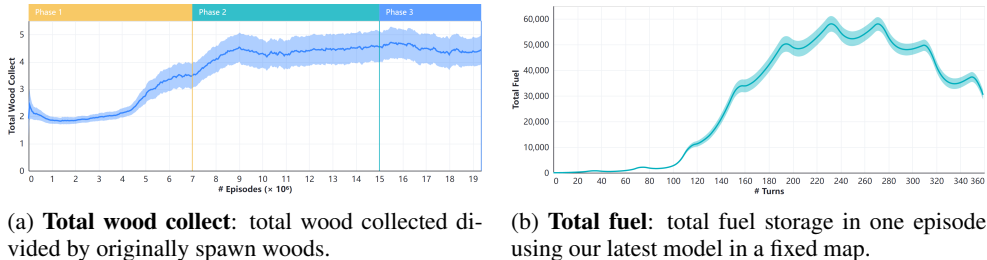 Phase 1
Phase 2
Phase 3
Total Wood Collect
5
4
3
2
1
0
0 1 2 3 4 5 6 7 8 9 10 11 12 13 14 15 16 17 18 19
# Episodes (× 10⁶)
Total Fuel
60,000
50,000
40,000
30,000
20,000
10,000
0
0 20 40 60 80 100 120 140 160 180 200 220 240 260 280 300 320 340 360
# Turns
(a) Total wood collect: total wood collected di-
vided by originally spawn woods.
(b) Total fuel: total fuel storage in one episode
using our latest model in a fixed map.